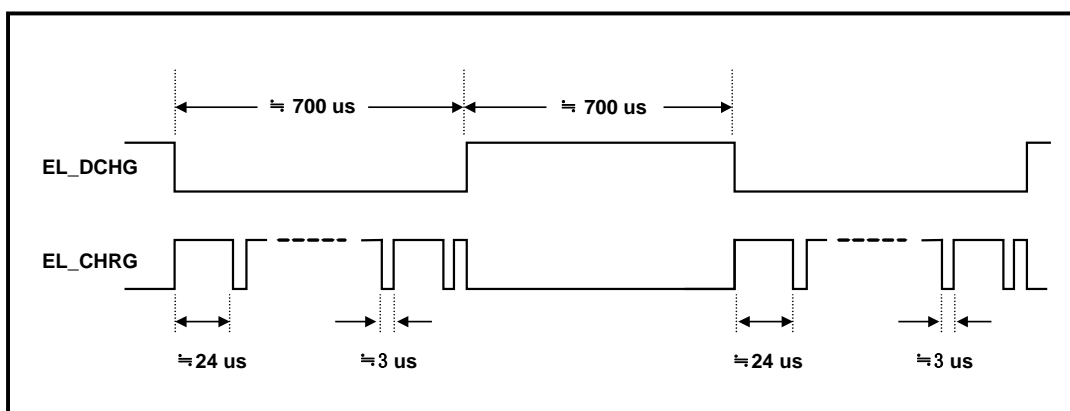 ≒ 700 us ≒ 700 us
EL_DCHG
EL_CHRG
≒24 us ≒3 us ≒24 us ≒3 us